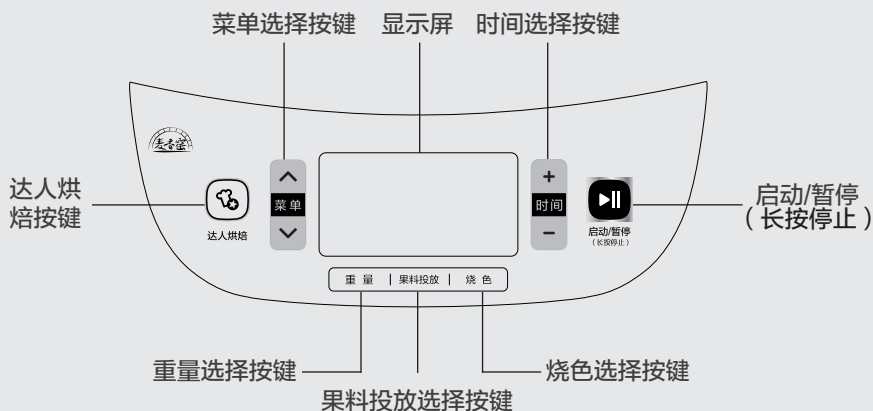 菜单选择按键
显示屏
时间选择按键
麦香窑
达人烘
焙按键
达人烘焙
菜单
+
时间
−
启动/暂停
(长按停止)
启动/暂停
(长按停止)
重量 | 果料投放 | 烧色
重量选择按键
烧色选择按键
果料投放选择按键